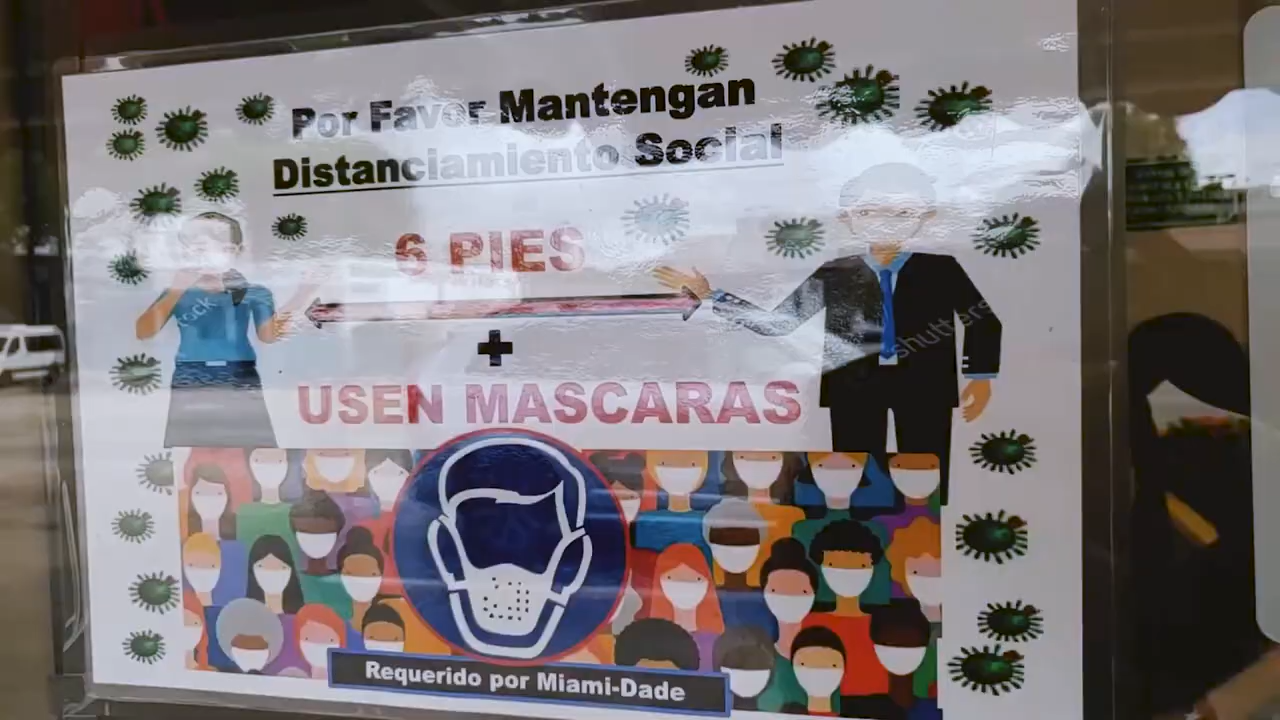 Por Favor Mantengan
Distanciamiento Social
6 PIES
+
USEN MASCARAS
Requerido por Miami-Dade